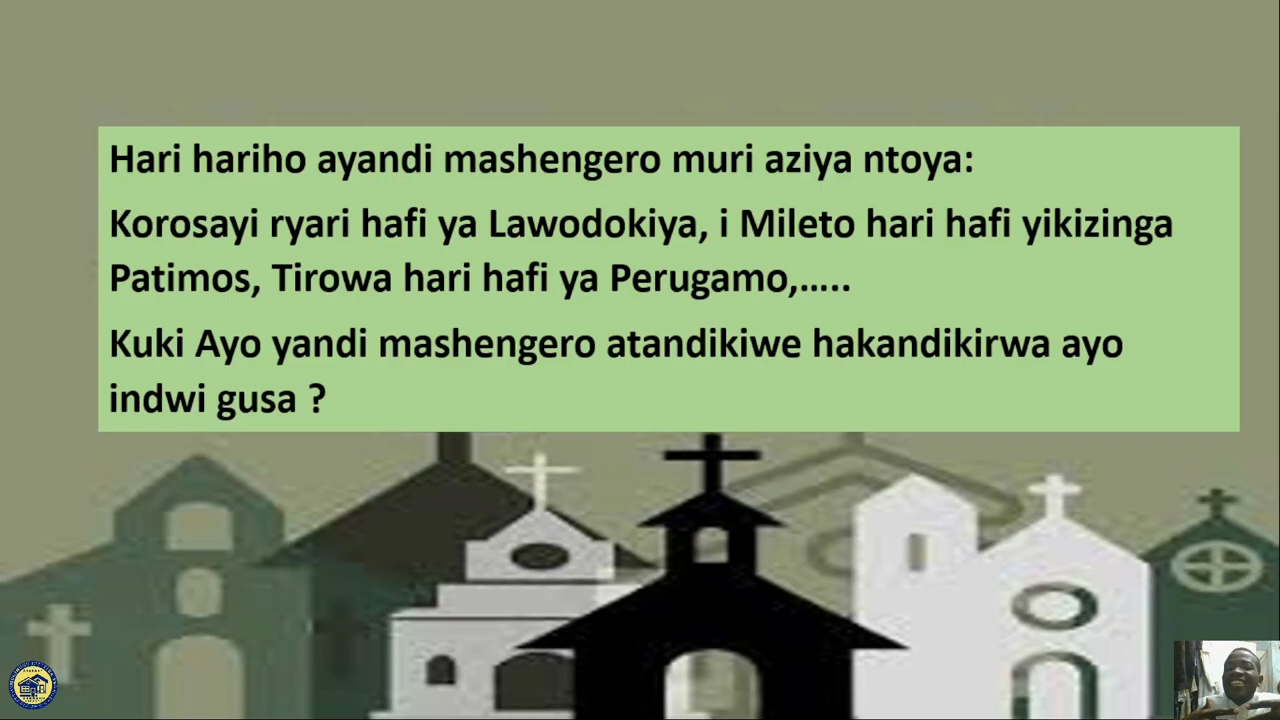 Hari hariho ayandi mashengero muri aziya ntoya:
Korosayi ryari hafi ya Lawodokiya, i Mileto hari hafi yikizinga
Patimos, Tirowa hari hafi ya Perugamo,.....
Kuki Ayo yandi mashengero atandikiwe hakandikirwa ayo
indwi gusa ?